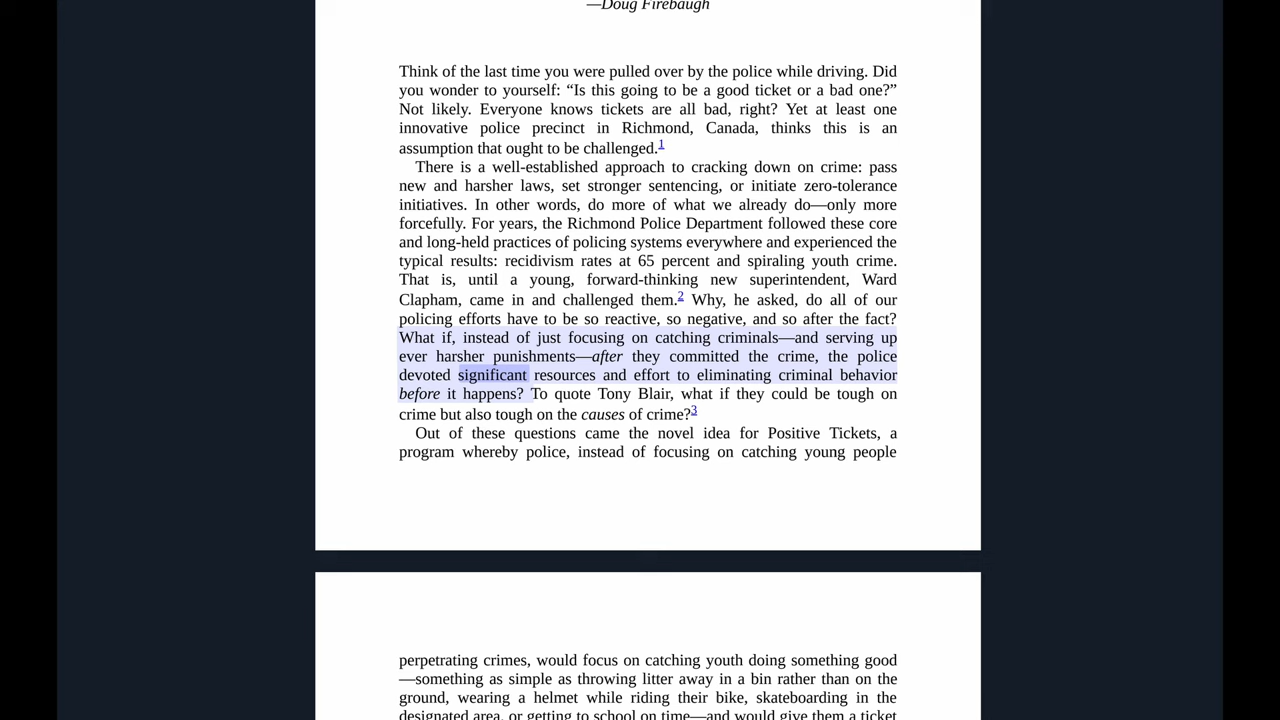 —Doug Firebaugh
Think of the last time you were pulled over by the police while driving. Did
you wonder to yourself: “Is this going to be a good ticket or a bad one?”
Not likely. Everyone knows tickets are all bad, right? Yet at least one
innovative police precinct in Richmond, Canada, thinks this is an
assumption that ought to be challenged.1
There is a well-established approach to cracking down on crime: pass
new and harsher laws, set stronger sentencing, or initiate zero-tolerance
initiatives. In other words, do more of what we already do—only more
forcefully. For years, the Richmond Police Department followed these core
and long-held practices of policing systems everywhere and experienced the
typical results: recidivism rates at 65 percent and spiraling youth crime.
That is, until a young, forward-thinking new superintendent, Ward
Clapham, came in and challenged them.2 Why, he asked, do all of our
policing efforts have to be so reactive, so negative, and so after the fact?
What if, instead of just focusing on catching criminals—and serving up
ever harsher punishments—after they committed the crime, the police
devoted significant resources and effort to eliminating criminal behavior
before it happens? To quote Tony Blair, what if they could be tough on
crime but also tough on the causes of crime?3
Out of these questions came the novel idea for Positive Tickets, a
program whereby police, instead of focusing on catching young people
perpetrating crimes, would focus on catching youth doing something good
—something as simple as throwing litter away in a bin rather than on the
ground, wearing a helmet while riding their bike, skateboarding in the
designated area, or getting to school on time—and would give them a ticket